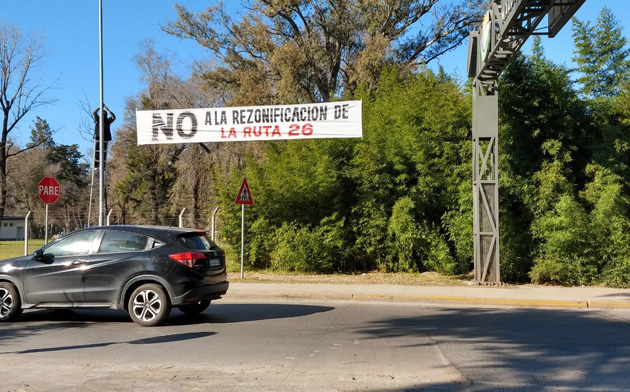 NO A LA REZONIFICACION DE
LA RUTA 26
PARE